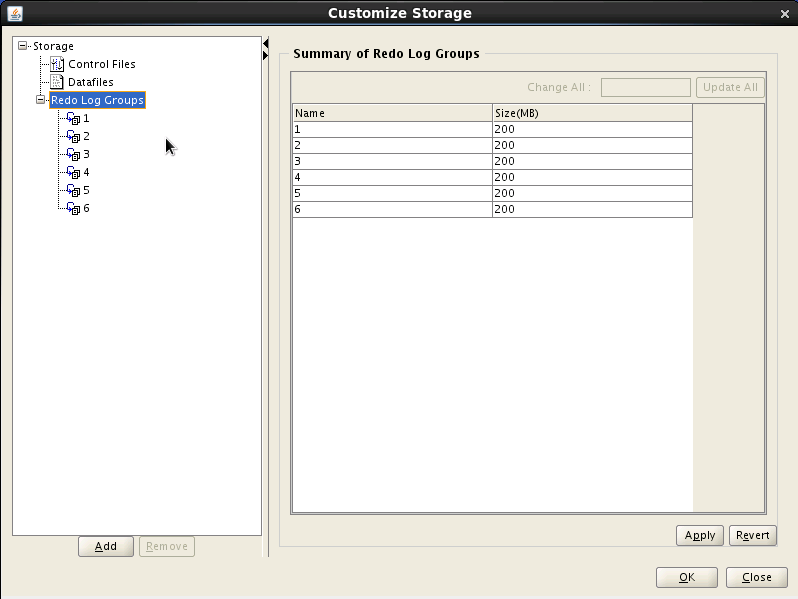 Customize Storage
Storage
Control Files
Datafiles
Redo Log Groups
1
2
3
4
5
6
Add Remove
Summary of Redo Log Groups
Change All : Update All
Name Size(MB)
1 200
2 200
3 200
4 200
5 200
6 200
Apply Revert
OK Close